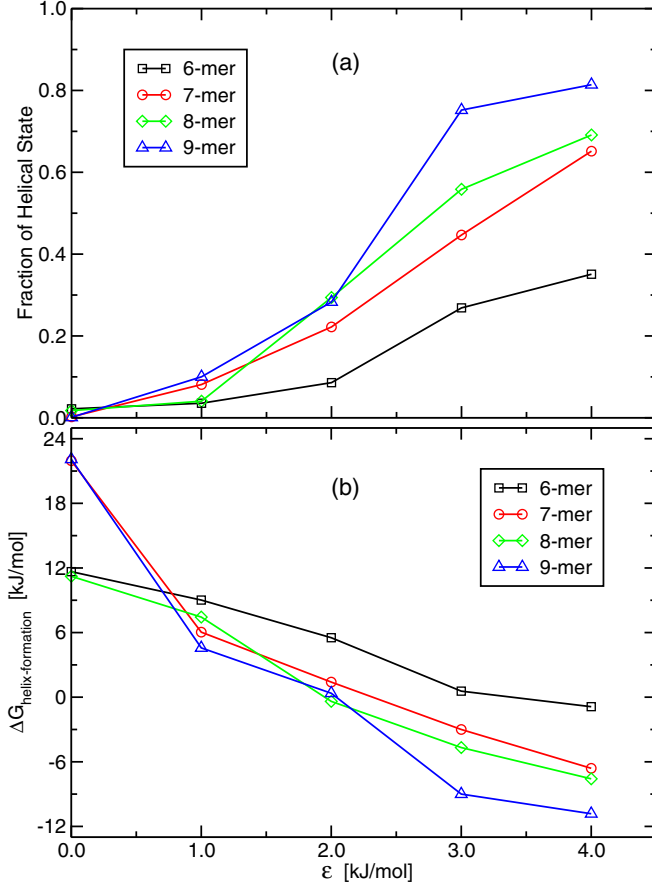 1.0
(a)
6-mer
7-mer
8-mer
9-mer
0.8
0.6
0.4
0.2
0.0
Fraction of Helical State
24
(b)
6-mer
7-mer
8-mer
9-mer
18
12
6
0
-6
-12
ΔG helix-formation [kJ/mol]
0.0 1.0 2.0 3.0 4.0
ε [kJ/mol]